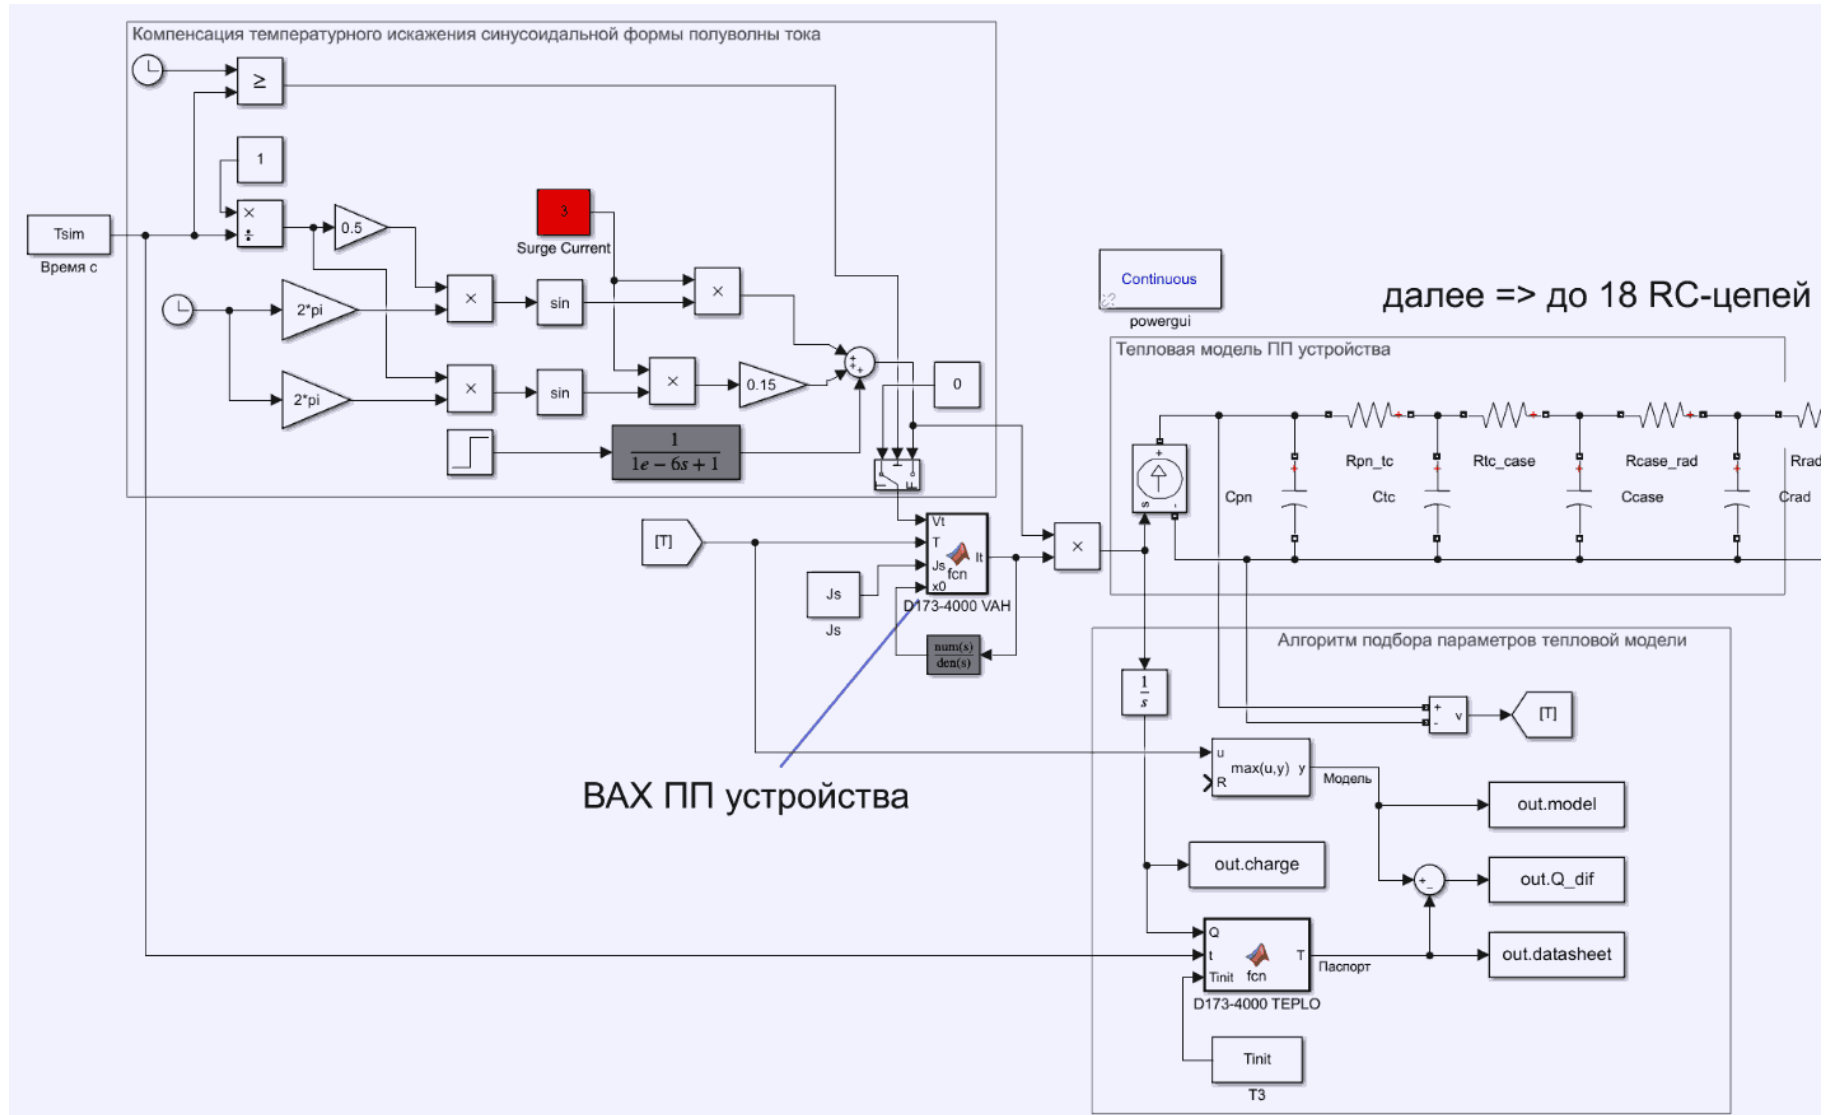 Компенсация температурного искажения синусоидальной формы полуволны тока
≥
1
×
÷
0.5
Tsim
Время с
3
Surge Current
2*pi
×
sin
×
2*pi
×
sin
×
0.15
+
+
+
0
1
1e − 6s + 1
T
F
Continuous
powergui
далее => до 18 RC-цепей
Тепловая модель ПП устройства
+
s
-
Cpn
Rpn_tc
Ctc
Rtc_case
Ccase
Rcase_rad
Crad
Rrad
[T]
Js
Js
Vt
T
Js
x0
fcn
It
D173-4000 VAH
num(s)
den(s)
×
ВАХ ПП устройства
Алгоритм подбора параметров тепловой модели
1
s
+
-
v
[T]
u
R
max(u,y)
y
Модель
out.model
out.charge
+
-
out.Q_dif
Q
t
Tinit
fcn
T
Паспорт
out.datasheet
D173-4000 TEPLO
Tinit
T3